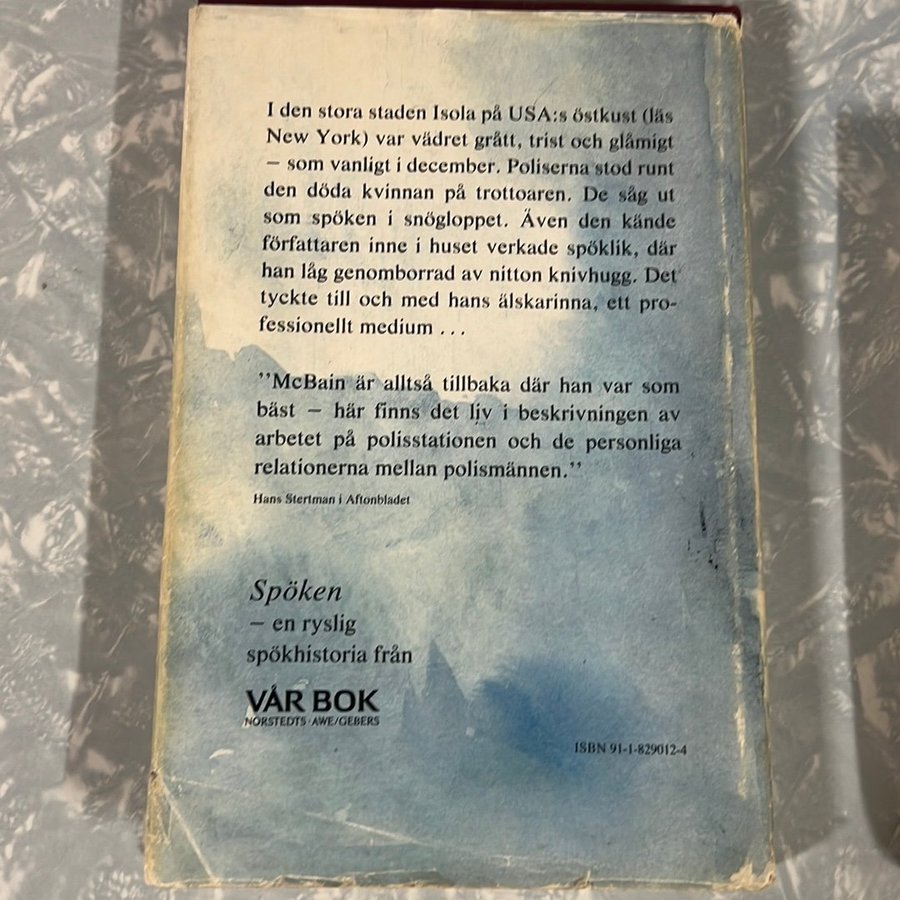 I den stora staden Isola på USA:s östkust (läs
New York) var vädret grått, trist och glåmigt
– som vanligt i december. Poliserna stod runt
den döda kvinnan på trottoaren. De såg ut
som spöken i snögloppet. Även den kände
författaren inne i huset verkade spöklik, där
han låg genomborrad av nitton knivhugg. Det
tyckte till och med hans älskarinna, ett pro-
fessionellt medium ...
”McBain är alltså tillbaka där han var som
bäst – här finns det liv i beskrivningen av
arbetet på polisstationen och de personliga
relationerna mellan polismännen.”
Hans Stertman i Aftonbladet
Spöken
– en ryslig
spökhistoria från
VÅR BOK
NORSTEDTS·AWE/GEBERS
ISBN 91-1-829012-4